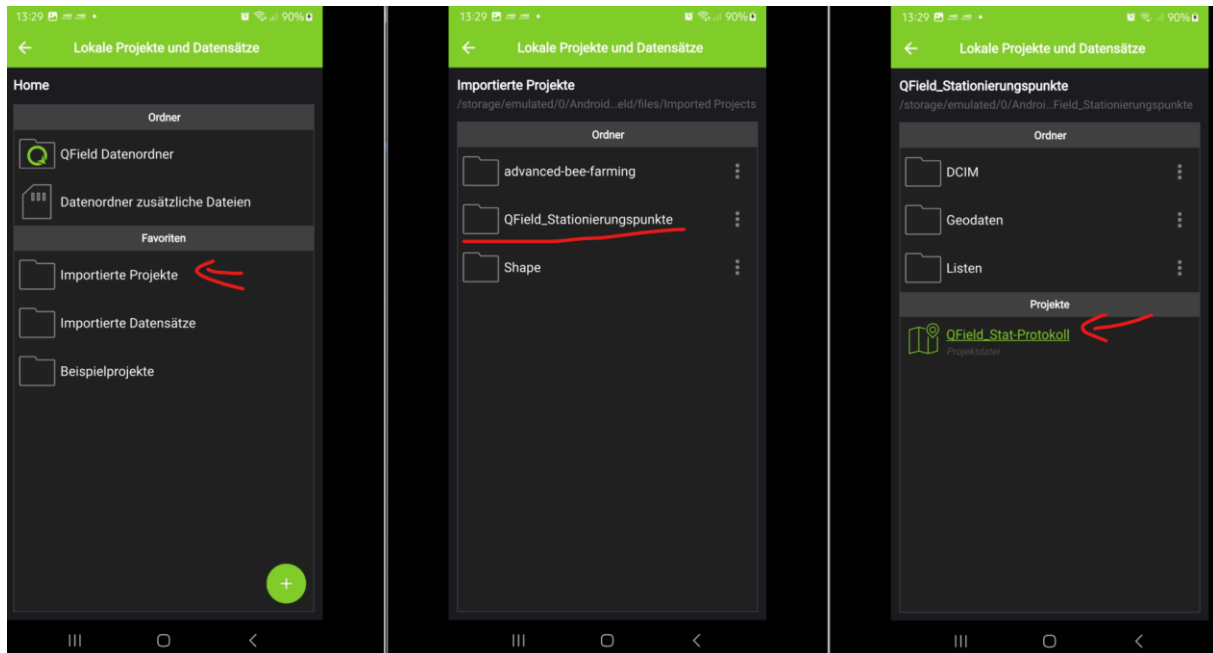 13:29 90%
Lokale Projekte und Datensätze
Home
Ordner
QField Datenordner
Datenordner zusätzliche Dateien
Favoriten
Importierte Projekte
Importierte Datensätze
Beispielprojekte
+
13:29 90%
Lokale Projekte und Datensätze
Importierte Projekte
/storage/emulated/0/Android...eld/files/Imported Projects
Ordner
advanced-bee-farming
QField_Stationierungspunkte
Shape
13:29 90%
Lokale Projekte und Datensätze
QField_Stationierungspunkte
/storage/emulated/0/Androi...Field_Stationierungspunkte
Ordner
DCIM
Geodaten
Listen
Projekte
QField_Stat-Protokoll
Projektdatei